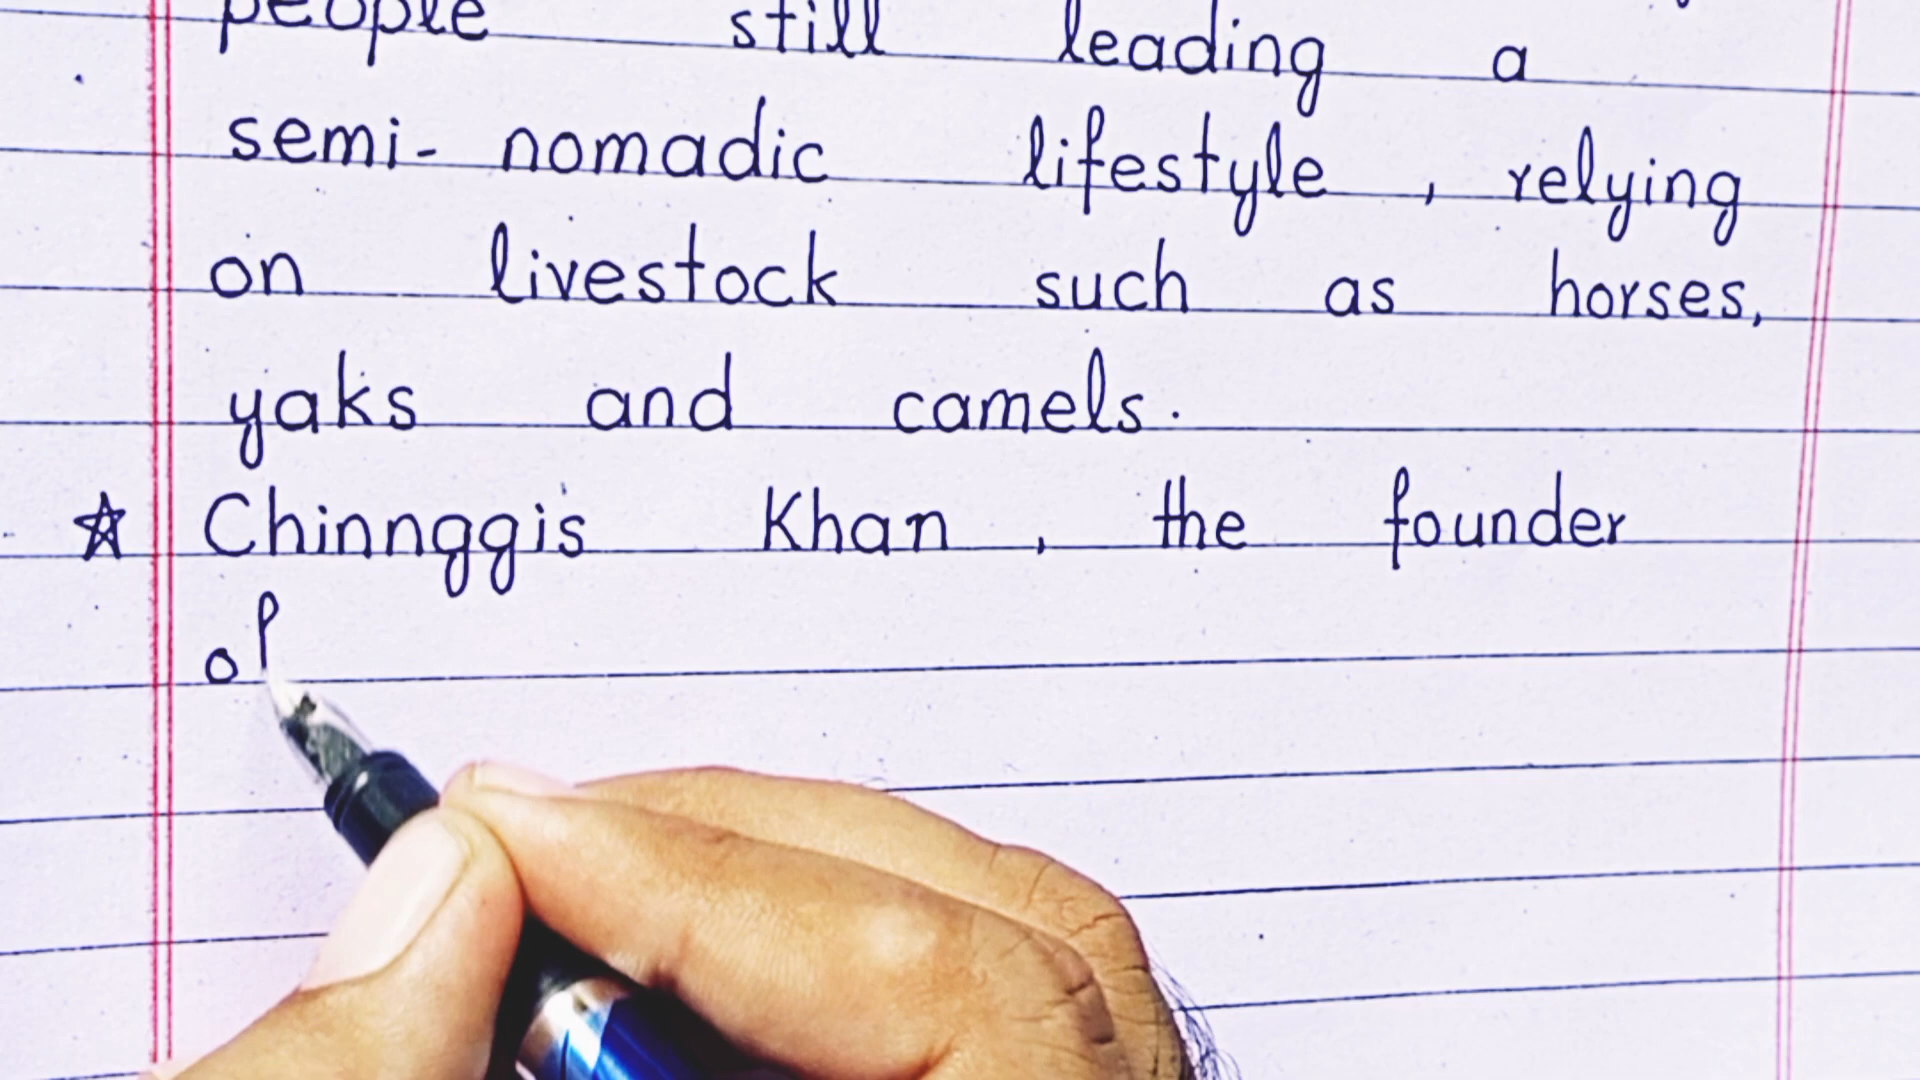 people still leading a
semi- nomadic lifestyle, relying
on livestock such as horses,
yaks and camels.
☆ Chinnggis Khan, the founder
of